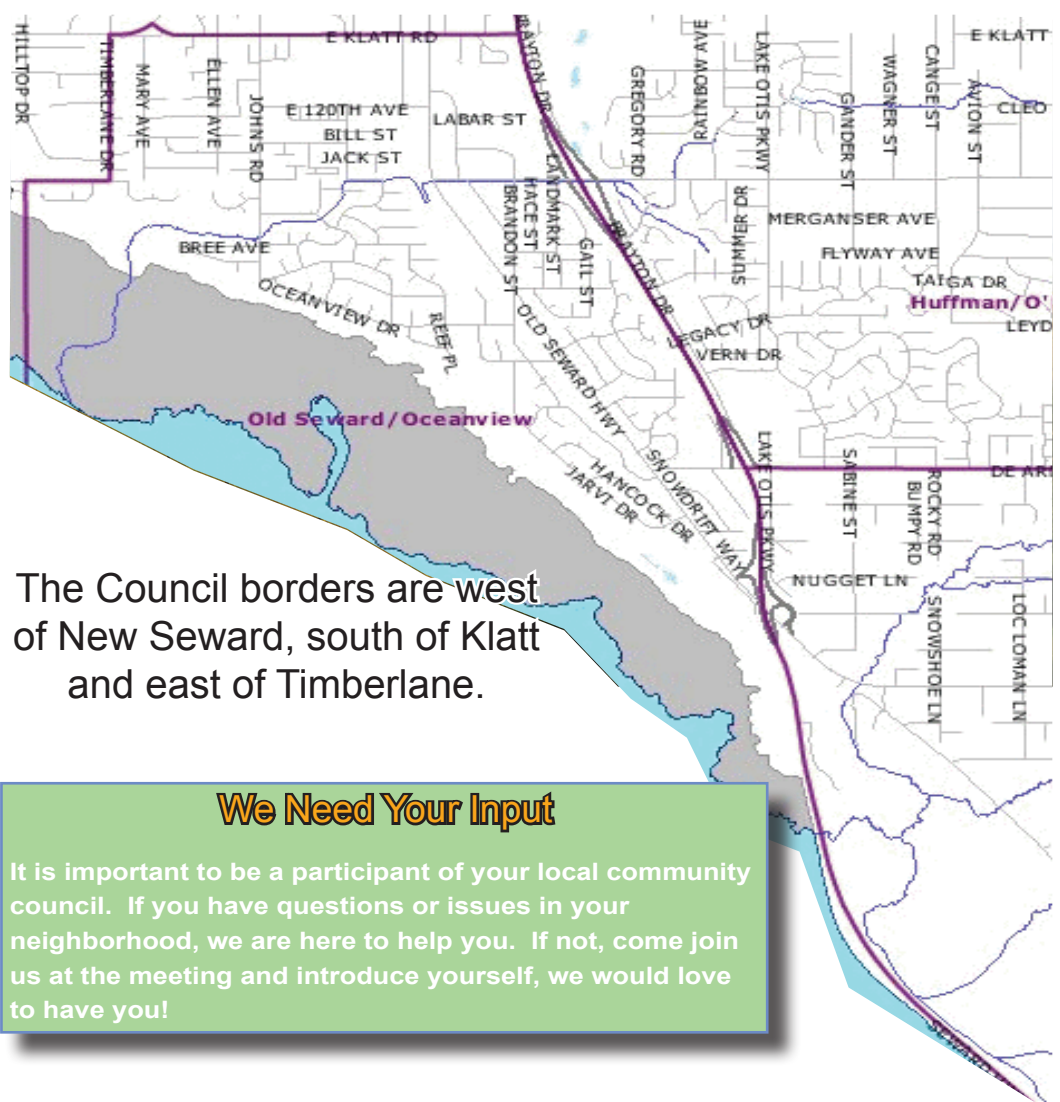 HILLTOP DR
TIMBERLANE DR
MARY AVE
ELLEN AVE
JOHNS RD
E KLATT RD
E 120TH AVE
BILL ST
JACK ST
LABAR ST
BRAYTON DR
GREGORY RD
RAINBOW AVE
LAKE OTIS PKWY
GANDER ST
WAGNER ST
CANGE ST
AVION ST
E KLATT
CLEO
BREE AVE
OCEANVIEW DR
REEF PL
BRANDON ST
HACE ST
LANDMARK ST
GAIL ST
BRAYTON DR
SUMMER DR
MERGANSER AVE
FLYWAY AVE
TAIGA DR
Huffman/O'
LEYD
LEGACY DR
VERN DR
OLD SEWARD HWY
Old Seward/Oceanview
SNOWDRIFT WAY
HANCOCK DR
JARVI DR
LAKE OTIS PKWY
SABINE ST
DE AR
ROCKY RD
BUMPY RD
NUGGET LN
SNOWSHOE LN
LOC LOMAN LN
The Council borders are west
of New Seward, south of Klatt
and east of Timberlane.
We Need Your Input
It is important to be a participant of your local community
council.  If you have questions or issues in your
neighborhood, we are here to help you.  If not, come join
us at the meeting and introduce yourself, we would love
to have you!
SEWARD